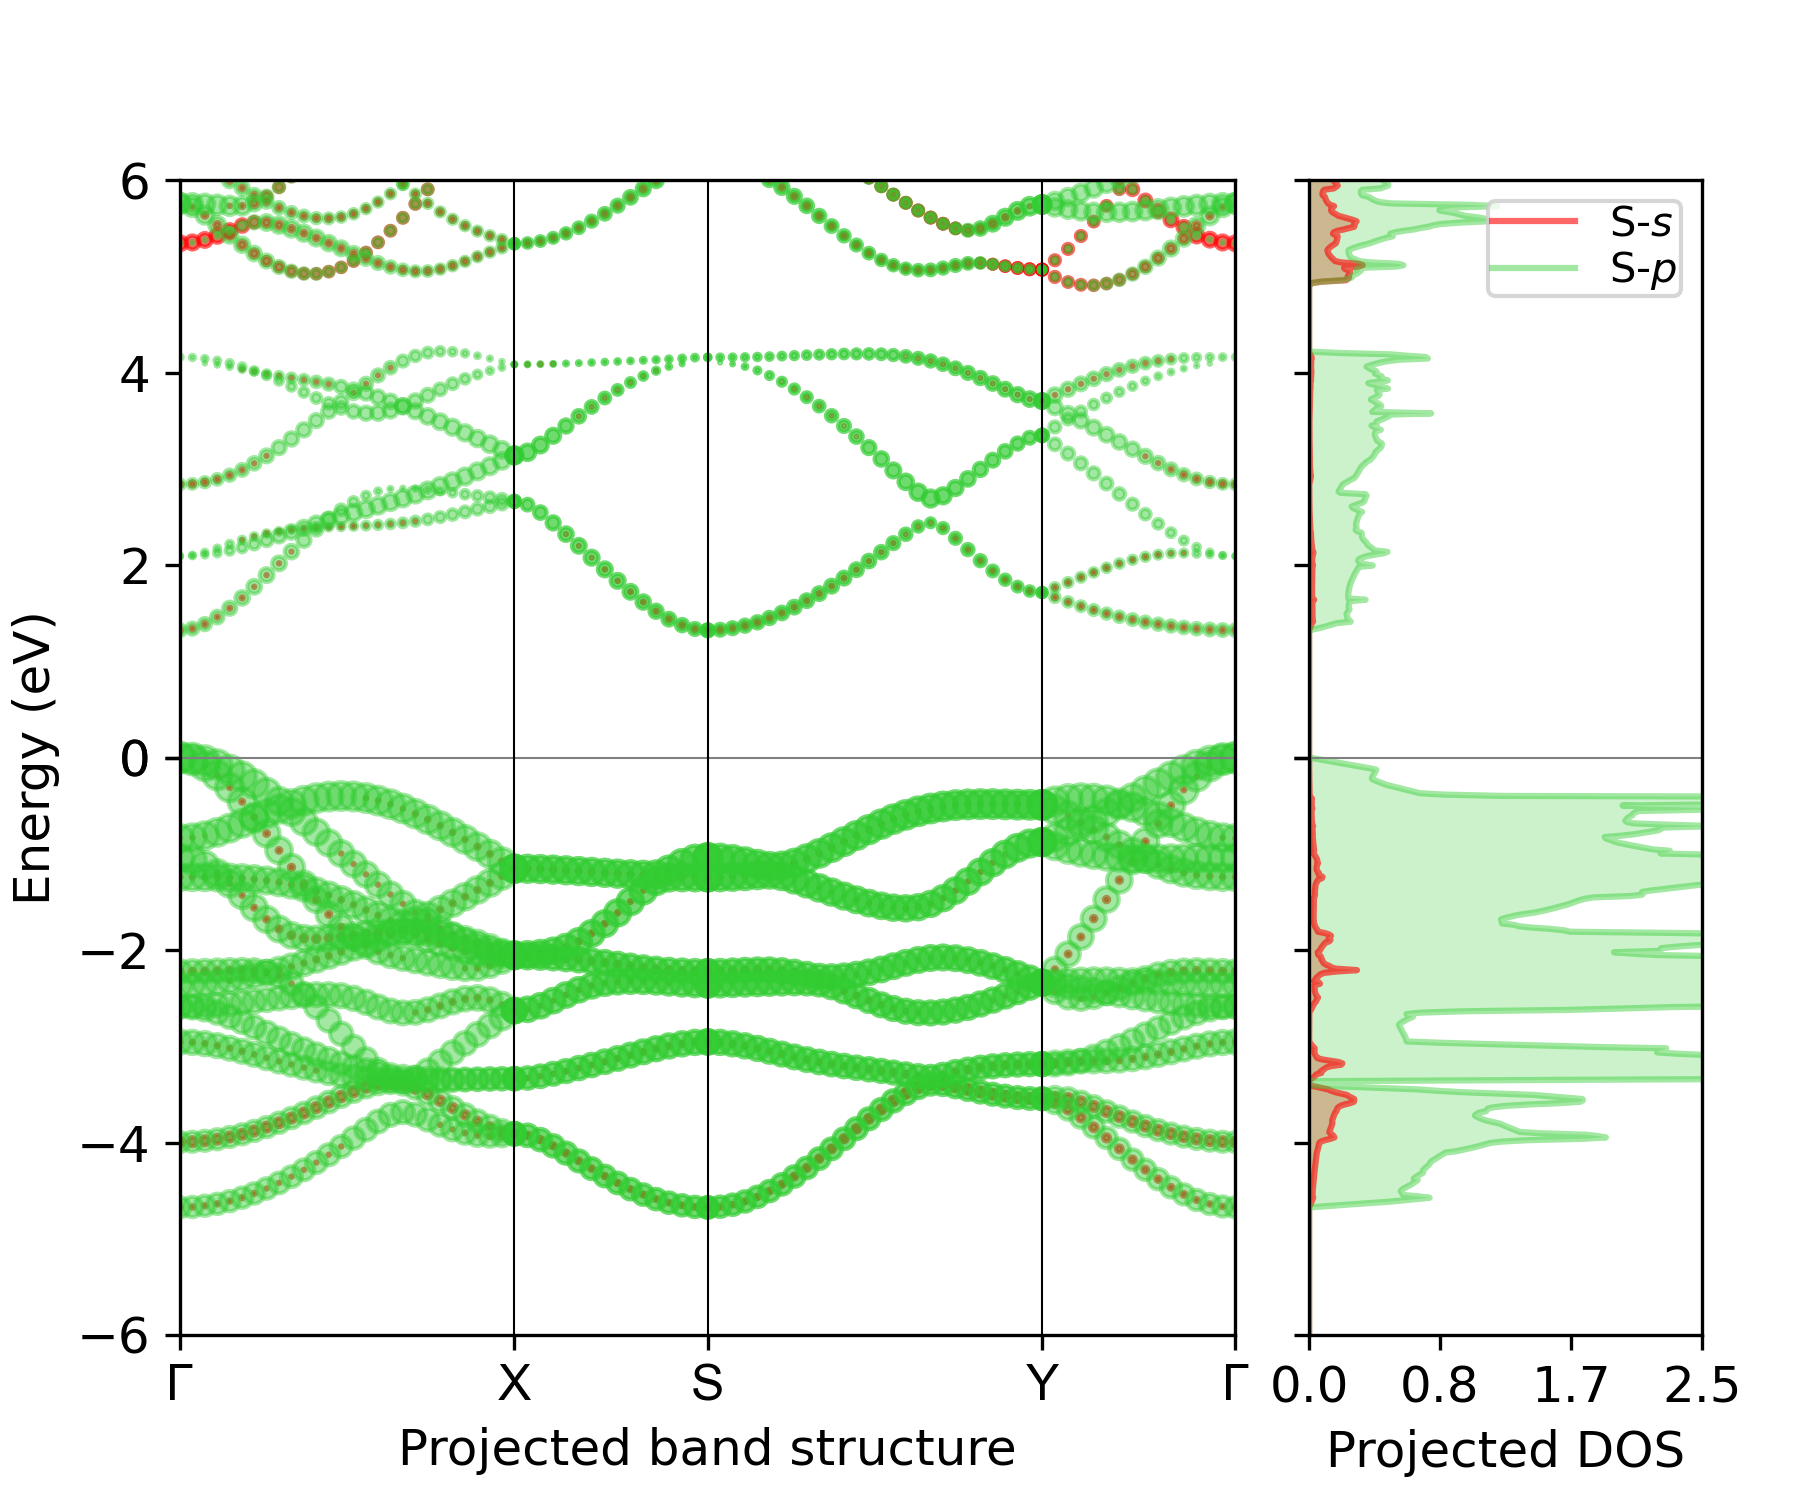 Energy (eV)
6
4
2
0
−2
−4
−6
Γ X S Y Γ
Projected band structure
S-s
S-p
0.0 0.8 1.7 2.5
Projected DOS